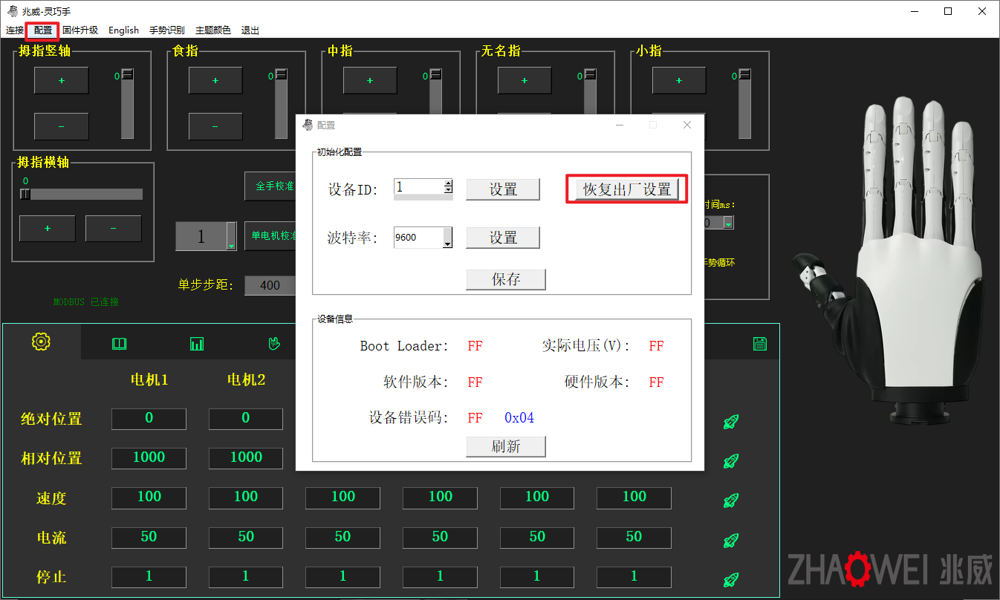 兆威-灵巧手
连接 配置 固件升级 English 手势识别 主题颜色 退出
拇指竖轴 食指 中指 无名指 小指
+ 0 + 0 + 0 + 0 + 0
− −
拇指横轴
0
+ −
全手校准
1 单电机校准
单步步距: 400
MODBUS 已连接
时间ms:
0
手势循环
配置
初始化配置
设备ID: 1 设置 恢复出厂设置
波特率: 9600 设置
保存
设备信息
Boot Loader: FF 实际电压(V): FF
软件版本: FF 硬件版本: FF
设备错误码: FF 0x04
刷新
电机1 电机2
绝对位置 0 0
相对位置 1000 1000
速度 100 100 100 100 100 100
电流 50 50 50 50 50 50
停止 1 1 1 1 1 1
ZHAOWEI 兆威